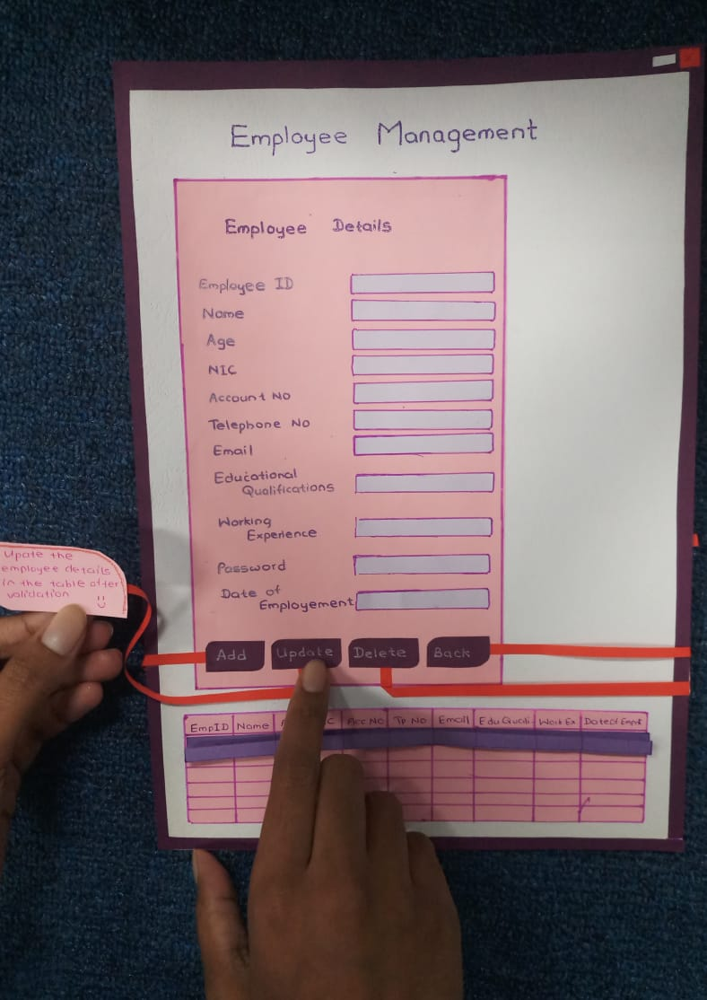 Employee Management
Employee Details
Employee ID
Name
Age
NIC
Account No
Telephone No
Email
Educational
Qualifications
Working
Experience
Password
Date of
Employement
Upate the
employee details
in the table after
validation
Add Update Delete Back
EmpID Name Acc NO Tp No Email Edu Quali Work Ex Date of Empt